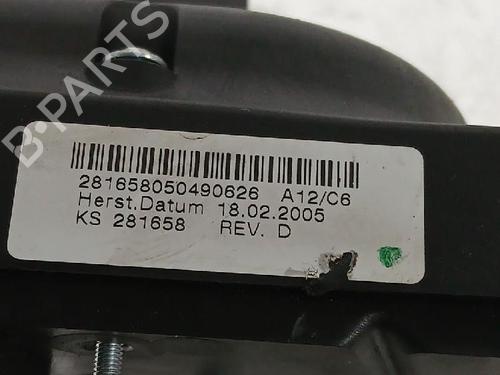 B-PARTS
281658050490626 A12/C6
Herst.Datum 18.02.2005
KS 281658 REV. D